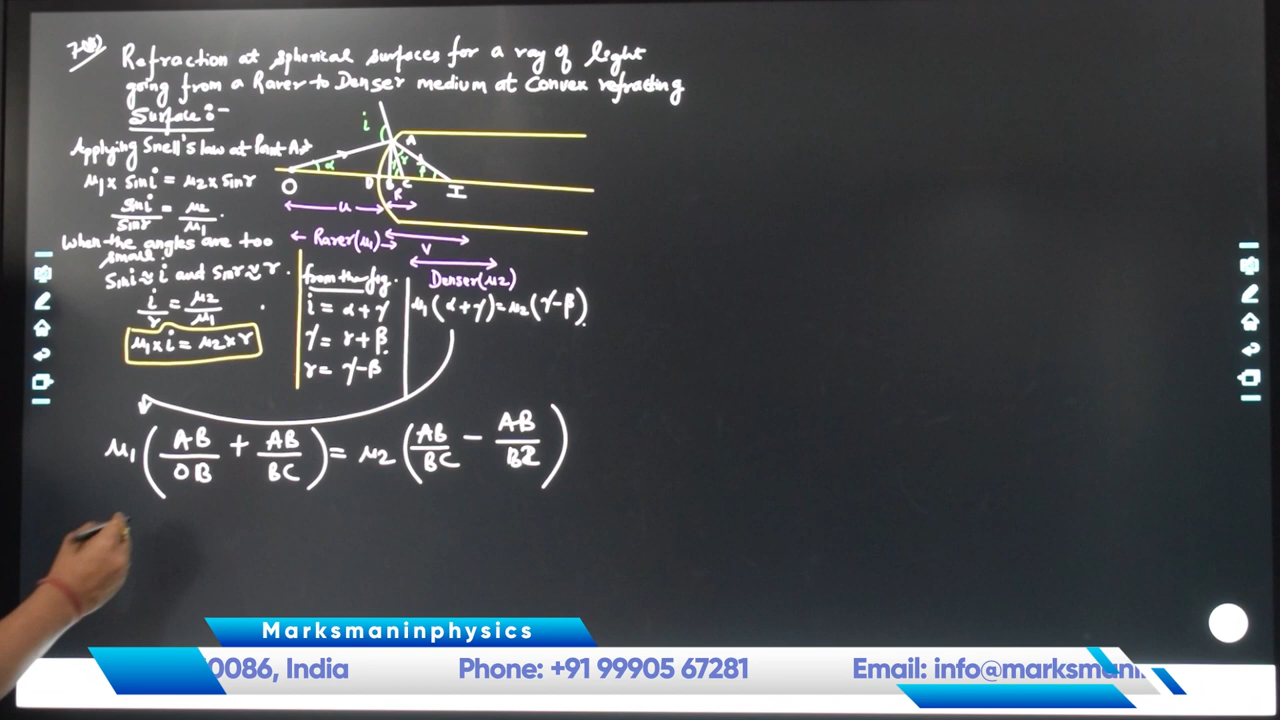 7(iii)
Refraction at spherical surfaces for a ray of light
going from a Rarer to Denser medium at Convex refracting
Surface :-
Applying Snell's law at Point A,
μ1 x Sin i = μ2 x Sin r
Sin i / Sin r = μ2 / μ1 .
When the angles are too
small.
Sin i ≈ i and Sin r ≈ r .
i / r = μ2 / μ1 .
μ1 x i = μ2 x r
i
A
α
γ
r
β
O
D
B
C
I
R
u
v
Rarer(μ1)
Denser(μ2)
from the fig.
i = α + γ
γ = r + β
r = γ - β
μ1 (α + γ) = μ2 (γ - β).
μ1 (AB/OB + AB/BC) = μ2 (AB/BC - AB/BI)
Marksmaninphysics
0086, India Phone: +91 99905 67281 Email: info@marksmani